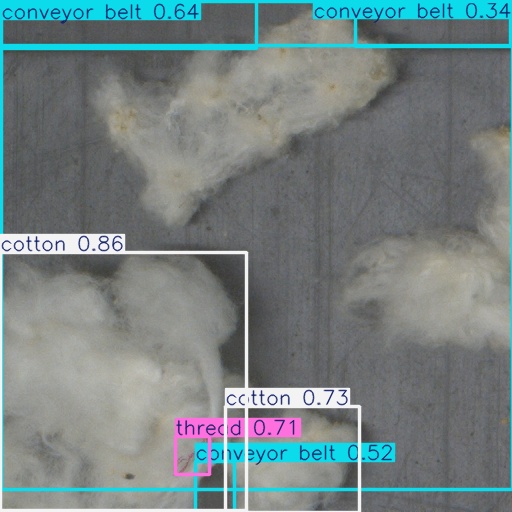 conveyor belt 0.64
conveyor belt 0.34
cotton 0.86
cotton 0.73
thread 0.71
conveyor belt 0.52